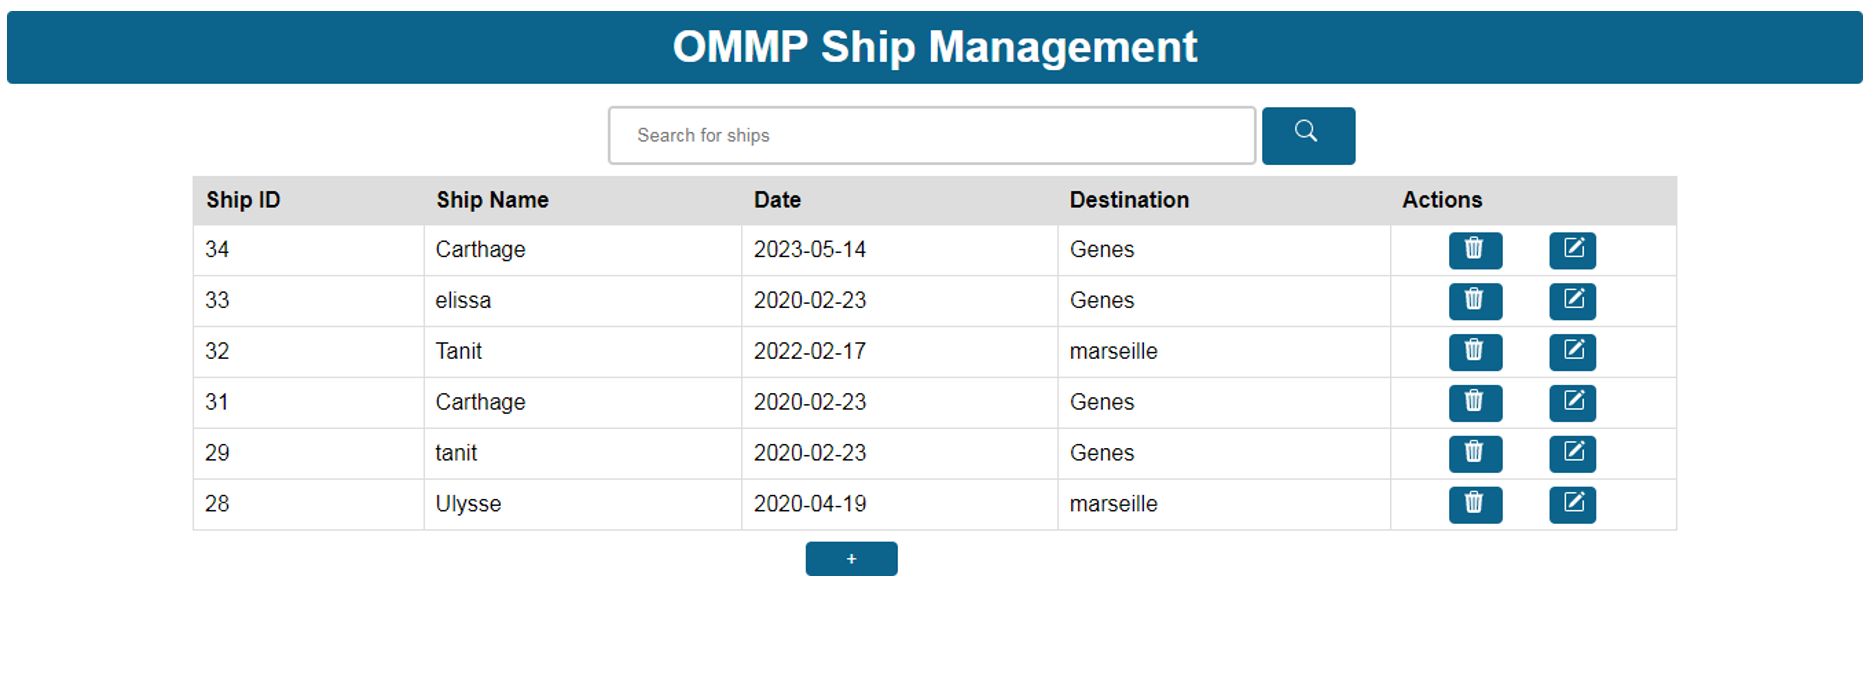 OMMP Ship Management
Search for ships
Ship ID Ship Name Date Destination Actions
34 Carthage 2023-05-14 Genes
33 elissa 2020-02-23 Genes
32 Tanit 2022-02-17 marseille
31 Carthage 2020-02-23 Genes
29 tanit 2020-02-23 Genes
28 Ulysse 2020-04-19 marseille
+